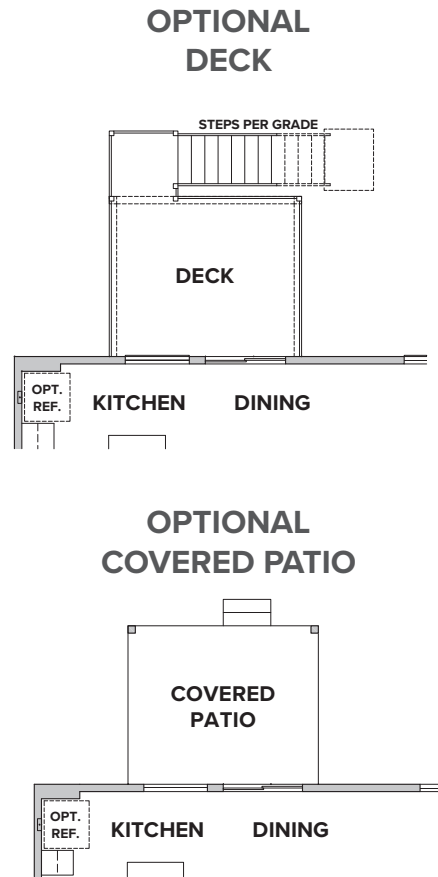 OPTIONAL
DECK
STEPS PER GRADE
DECK
OPT.
REF.
KITCHEN
DINING
OPTIONAL
COVERED PATIO
COVERED
PATIO
OPT.
REF.
KITCHEN
DINING